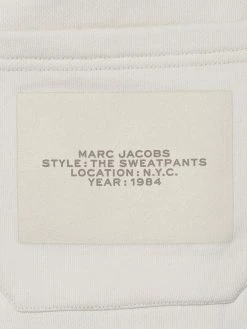 MARC JACOBS
STYLE: THE SWEATPANTS
LOCATION: N.Y.C.
YEAR: 1984